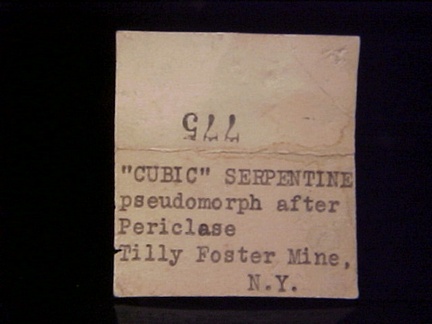 775
"CUBIC" SERPENTINE
pseudomorph after
Periclase
Tilly Foster Mine,
N.Y.